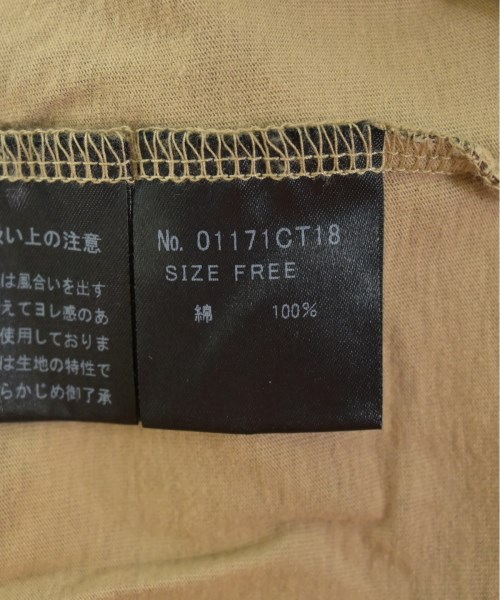 い上の注意
は風合いを出す
えてヨレ感のあ
使用しておりま
は生地の特性で
らかじめ御了承
No. 01171CT18
SIZE FREE
綿 100%